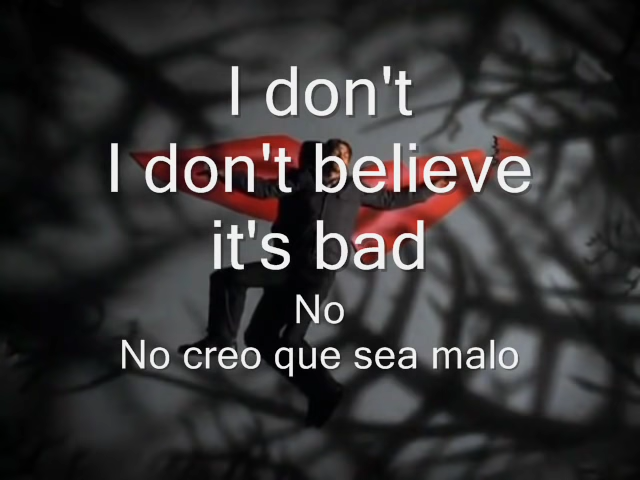 I don't
I don't believe
it's bad
No
No creo que sea malo